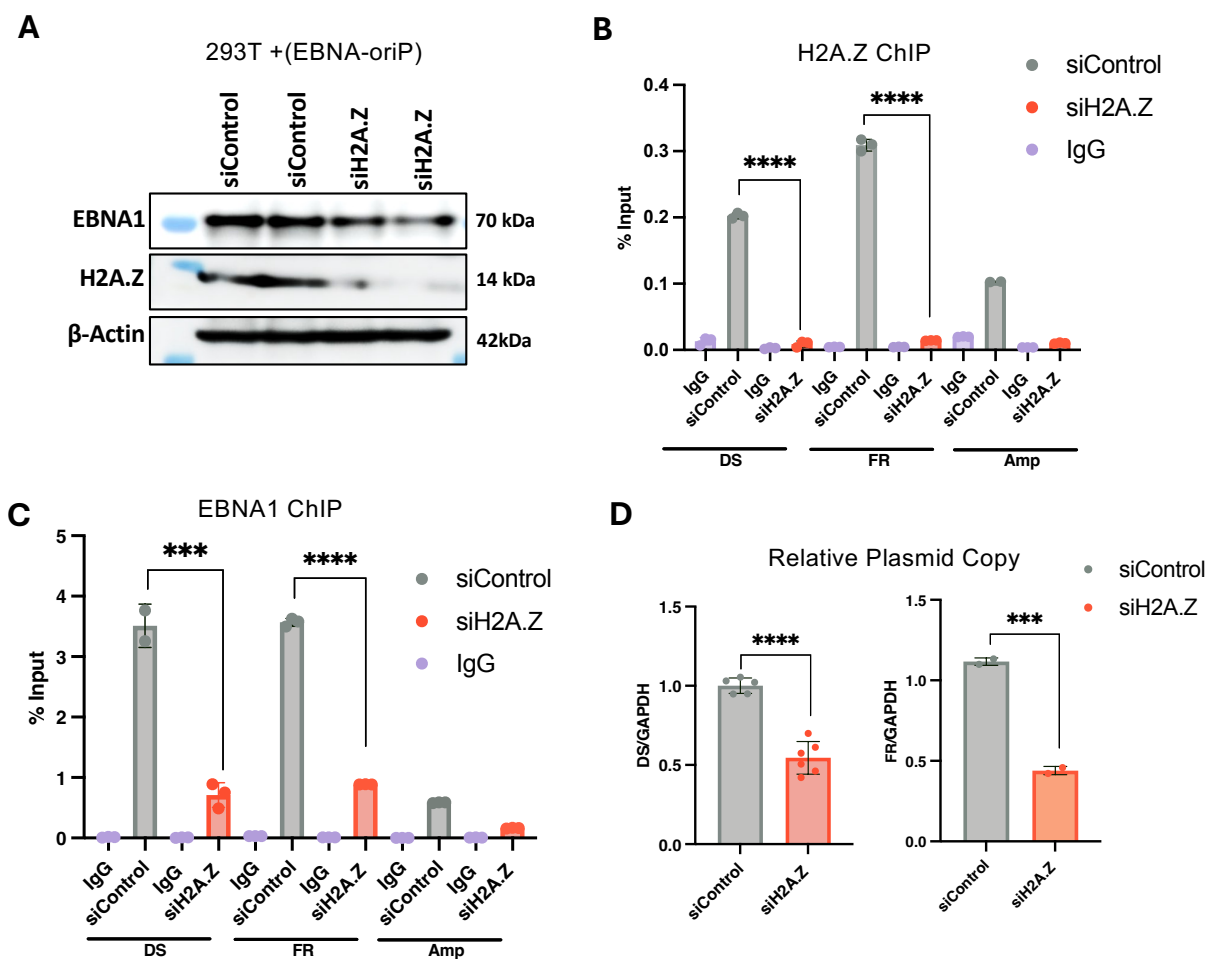 A
293T +(EBNA-oriP)
siControl
siControl
siH2A.Z
siH2A.Z
EBNA1
70 kDa
H2A.Z
14 kDa
β-Actin
42kDa
B
H2A.Z ChIP
siControl
siH2A.Z
IgG
% Input
0.4
0.3
0.2
0.1
0.0
****
****
IgG
siControl
IgG
siH2A.Z
IgG
siControl
IgG
siH2A.Z
IgG
siControl
IgG
siH2A.Z
DS
FR
Amp
C
EBNA1 ChIP
siControl
siH2A.Z
IgG
% Input
5
4
3
2
1
0
***
****
IgG
siControl
IgG
siH2A.Z
IgG
siControl
IgG
siH2A.Z
IgG
siControl
IgG
siH2A.Z
DS
FR
Amp
D
Relative Plasmid Copy
siControl
siH2A.Z
DS/GAPDH
1.5
1.0
0.5
0.0
****
siControl
siH2A.Z
FR/GAPDH
1.5
1.0
0.5
0.0
***
siControl
siH2A.Z